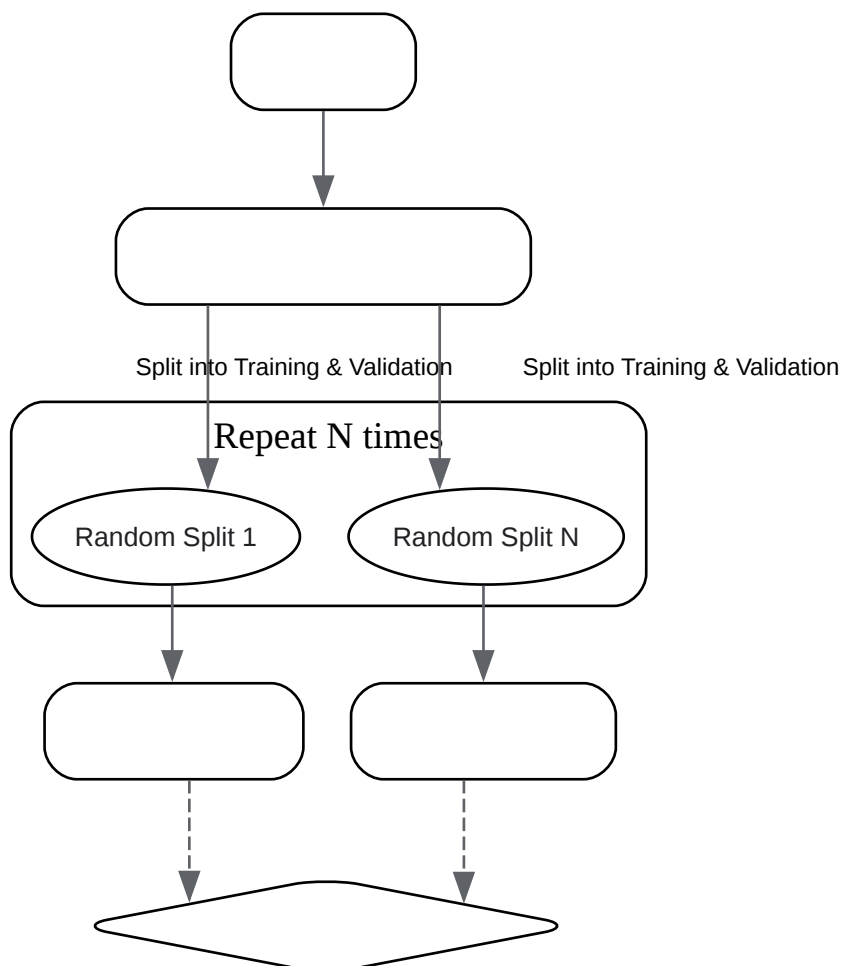 Split into Training & Validation
Split into Training & Validation
Repeat N times
Random Split 1
Random Split N